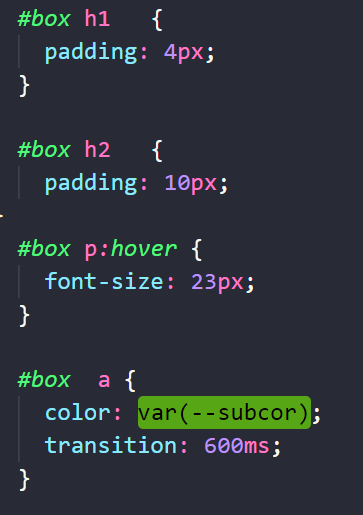 #box h1   {
  padding: 4px;
}

#box h2   {
  padding: 10px;

#box p:hover {
  font-size: 23px;
}

#box  a {
  color: var(--subcor);
  transition: 600ms;
}